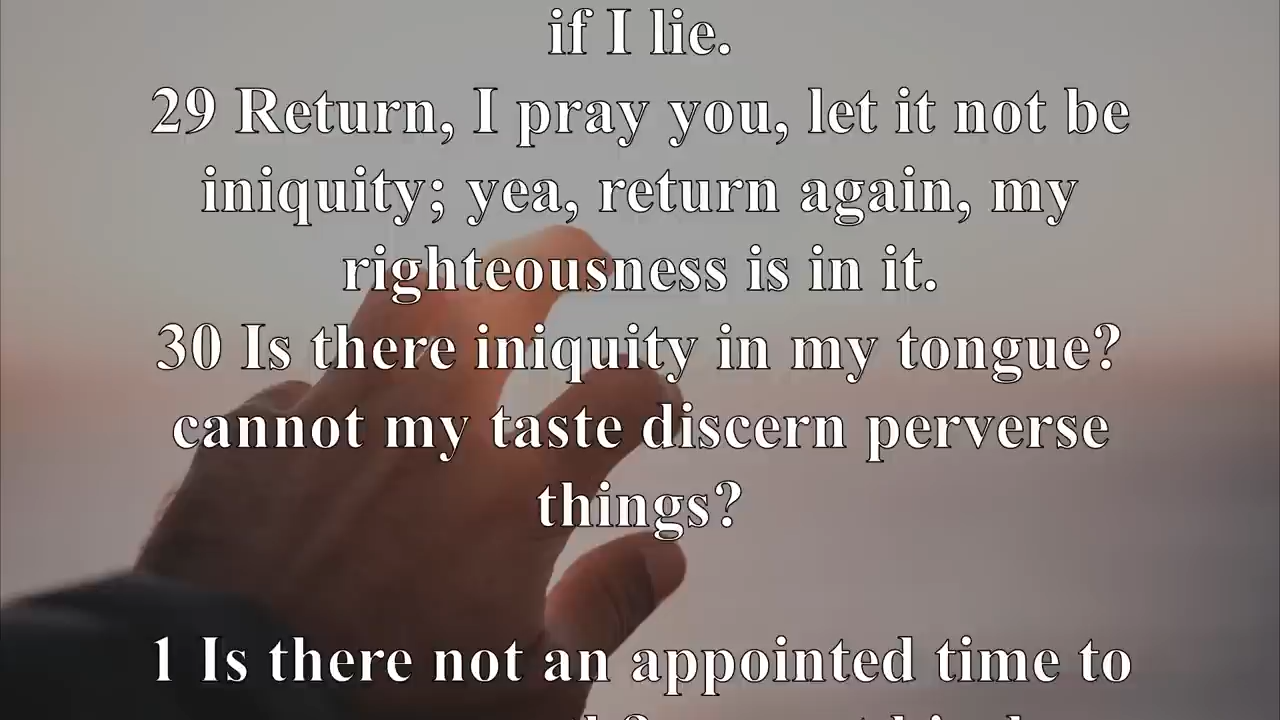 if I lie.
29 Return, I pray you, let it not be
iniquity; yea, return again, my
righteousness is in it.
30 Is there iniquity in my tongue?
cannot my taste discern perverse
things?
1 Is there not an appointed time to